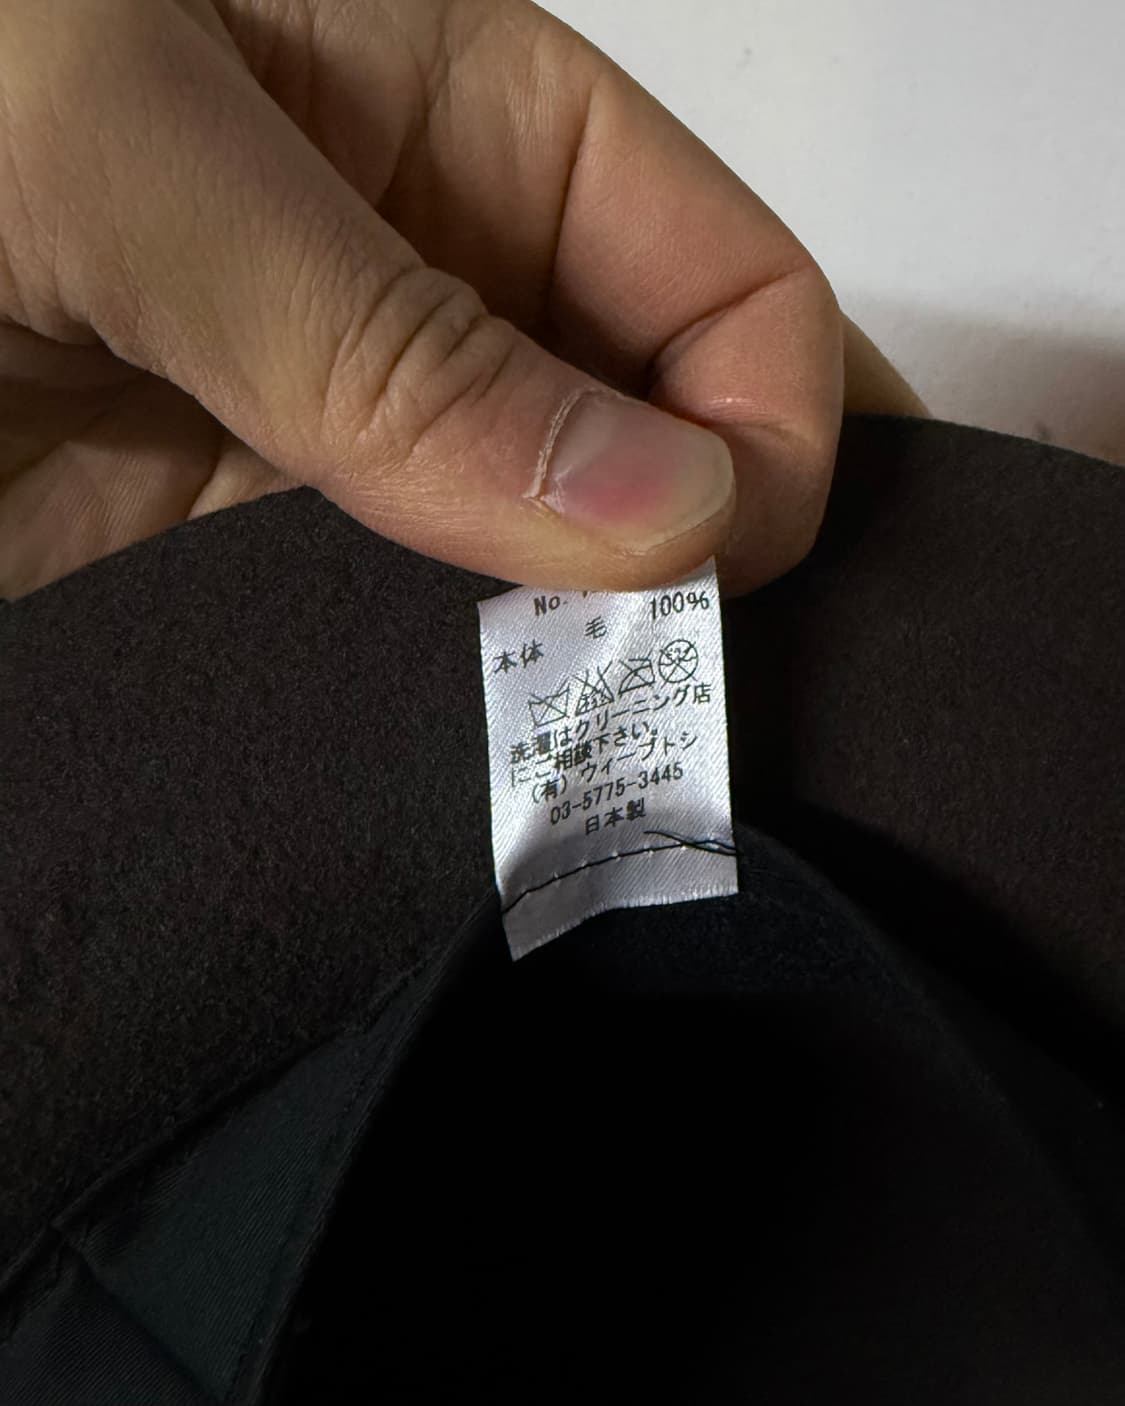 No.
本体 毛 100%
洗濯はクリーニング店
にご相談下さい。
(有) ウィーブトシ
03-5775-3445
日本製